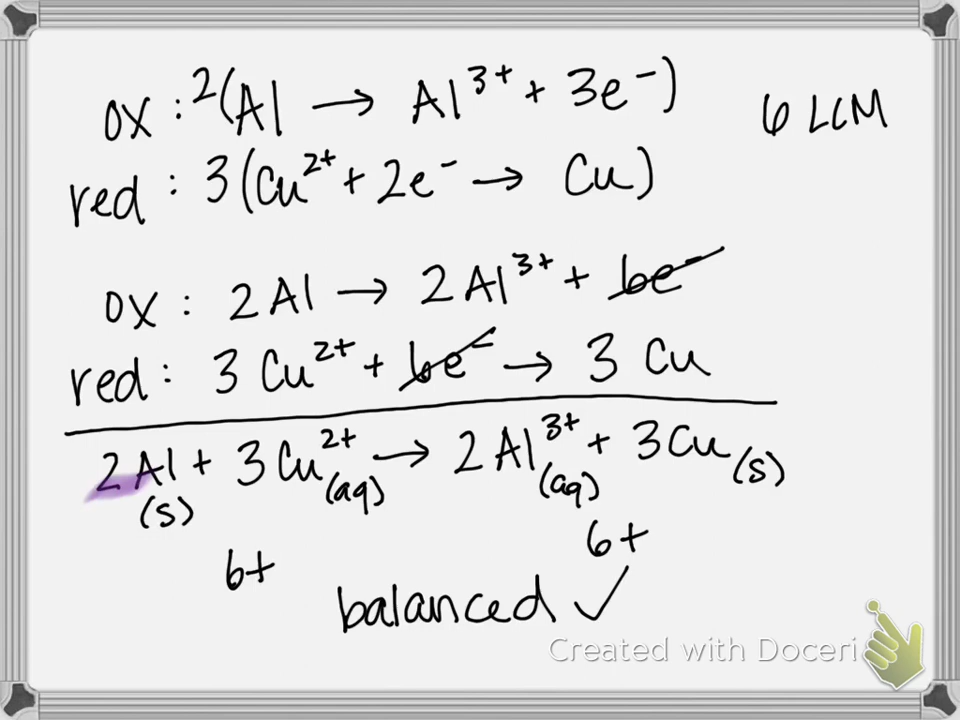 ox : 2(Al → Al³⁺ + 3e⁻) 6 LCM
red : 3(Cu²⁺ + 2e⁻ → Cu)
ox : 2Al → 2Al³⁺ + 6e⁻
red : 3 Cu²⁺ + 6e⁻ → 3 Cu
2Al(s) + 3Cu²⁺(aq) → 2Al³⁺(aq) + 3Cu(s)
6+ 6+
balanced ✓
Created with Doceri